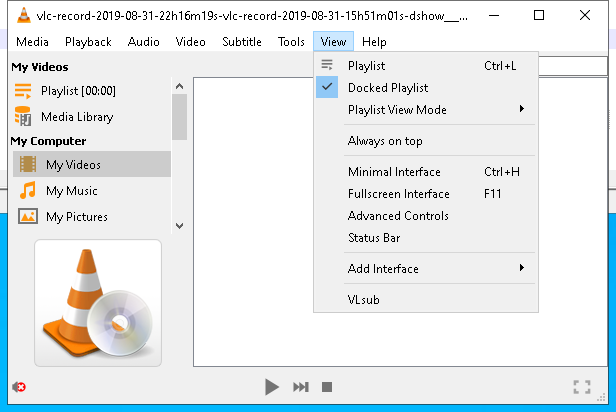 vlc-record-2019-08-31-22h16m19s-vlc-record-2019-08-31-15h51m01s-dshow__...
Media Playback Audio Video Subtitle Tools View Help
My Videos
Playlist [00:00]
Media Library
My Computer
My Videos
My Music
My Pictures
Playlist Ctrl+L
Docked Playlist
Playlist View Mode
Always on top
Minimal Interface Ctrl+H
Fullscreen Interface F11
Advanced Controls
Status Bar
Add Interface
VLsub